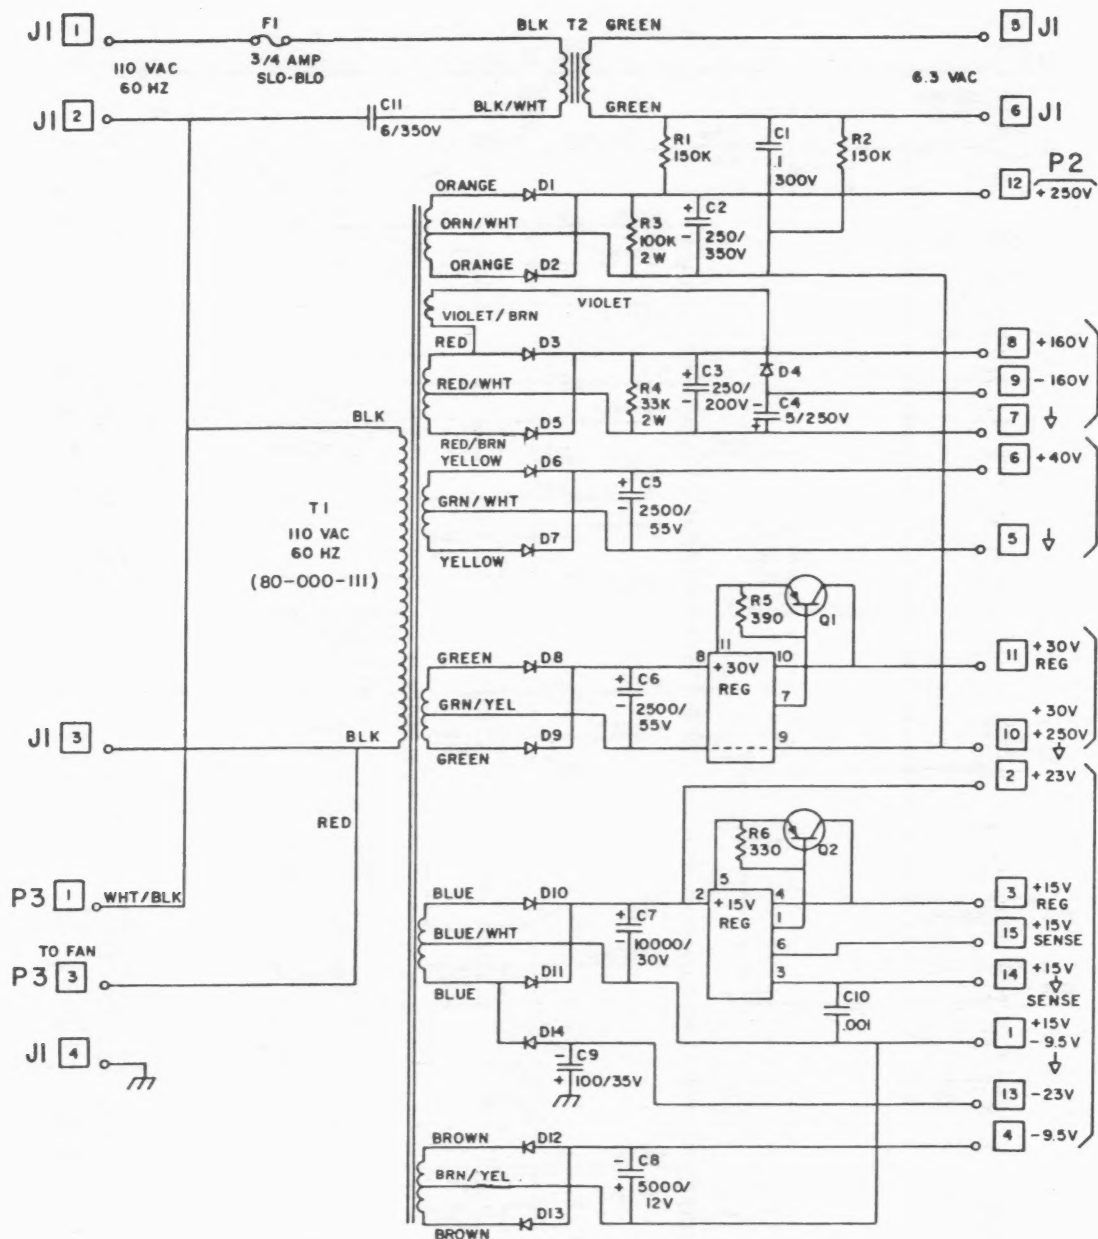 J1 1
F1
3/4 AMP
SLO-BLO
110 VAC
60 HZ
BLK T2 GREEN
5 J1
6.3 VAC
J1 2
C11
6/350V
BLK/WHT
GREEN
6 J1
R1
150K
C1
.1
300V
R2
150K
P2
12 +250V
ORANGE
D1
ORN/WHT
R3
100K
2W
+ C2
- 250/
350V
ORANGE
D2
VIOLET
VIOLET/BRN
RED
D3
8 +160V
RED/WHT
R4
33K
2W
+ C3
- 250/
200V
D4
9 -160V
- C4
+ 5/250V
7
RED/BRN
D5
YELLOW
D6
6 +40V
GRN/WHT
+ C5
- 2500/
55V
YELLOW
D7
5
BLK
T1
110 VAC
60 HZ
(80-000-111)
R5
390
Q1
11
GREEN
D8
8
+30V
REG
10
7
9
11 +30V
REG
GRN/YEL
+ C6
- 2500/
55V
GREEN
D9
+30V
10 +250V
J1 3
BLK
2 +23V
RED
R6
330
Q2
5
BLUE
D10
2
+15V
REG
4
1
6
3
3 +15V
REG
BLUE/WHT
+ C7
- 10000/
30V
15 +15V
SENSE
BLUE
D11
14 +15V
SENSE
C10
.001
P3 1 WHT/BLK
TO FAN
P3 3
D14
- C9
+ 100/35V
1 +15V
-9.5V
J1 4
13 -23V
BROWN
D12
4 -9.5V
BRN/YEL
- C8
+ 5000/
12V
BROWN
D13